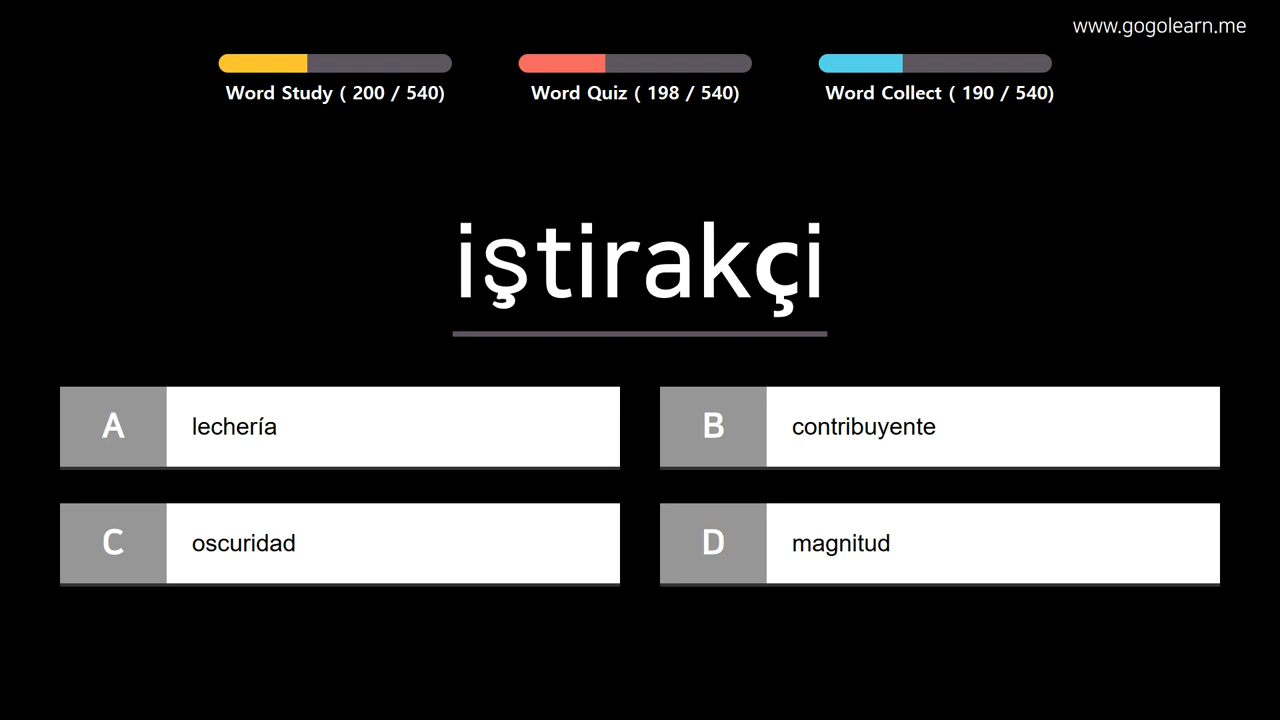 www.gogolearn.me
Word Study ( 200 / 540)
Word Quiz ( 198 / 540)
Word Collect ( 190 / 540)
iştirakçi
A lechería
B contribuyente
C oscuridad
D magnitud